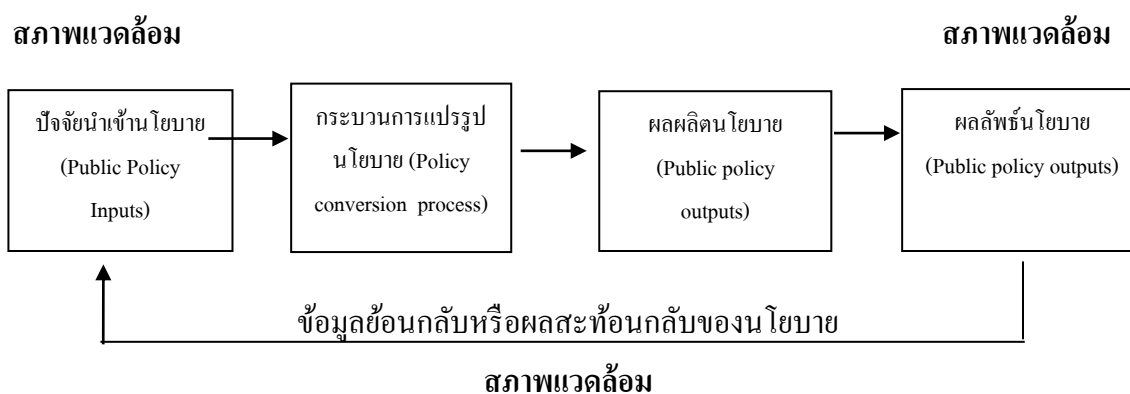 สภาพแวดล้อม
สภาพแวดล้อม
ปัจจัยนำเข้านโยบาย
(Public Policy
Inputs)
กระบวนการแปรรูป
นโยบาย (Policy
conversion process)
ผลผลิตนโยบาย
(Public policy
outputs)
ผลลัพธ์นโยบาย
(Public policy outputs)
ข้อมูลย้อนกลับหรือผลสะท้อนกลับของนโยบาย
สภาพแวดล้อม